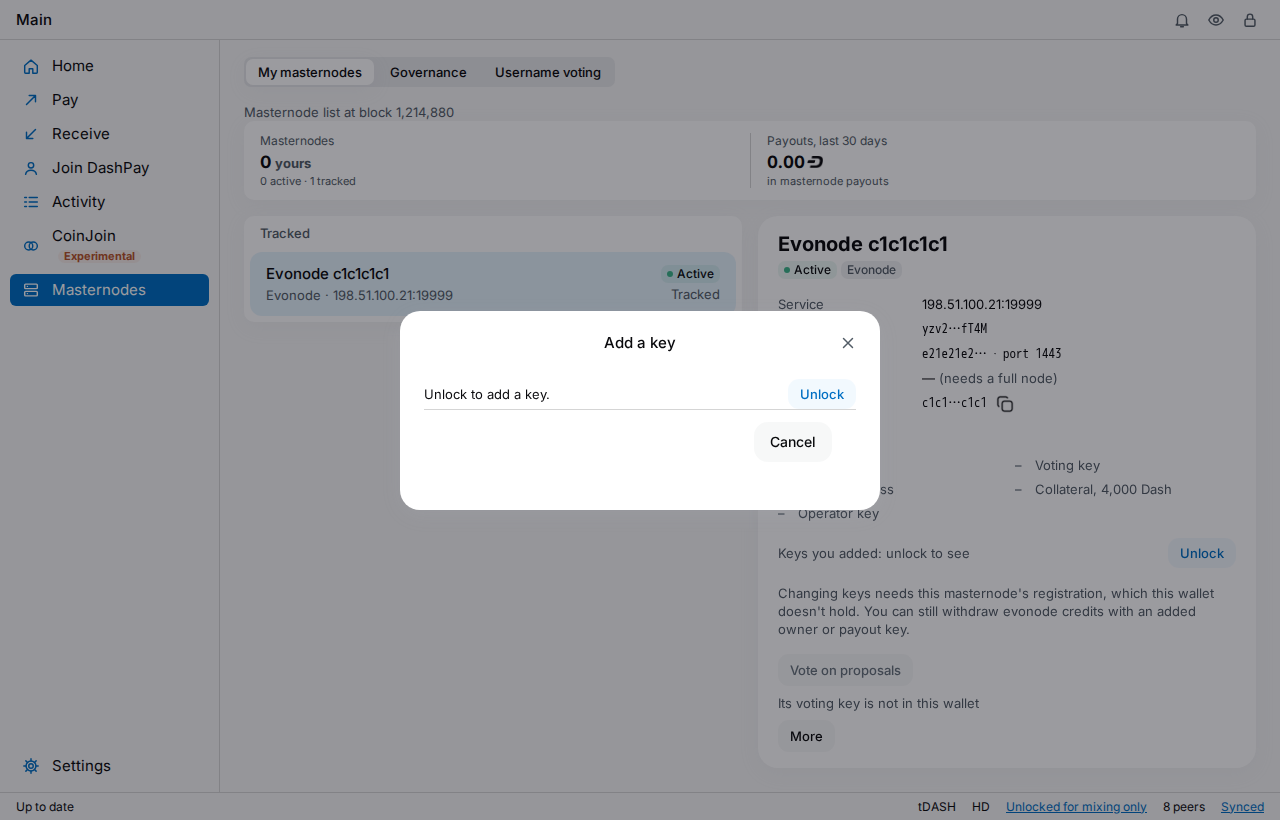 Main
Home
Pay
Receive
Join DashPay
Activity
CoinJoin
Experimental
Masternodes
Settings
My masternodes
Governance
Username voting
Masternode list at block 1,214,880
Masternodes
0 yours
0 active · 1 tracked
Payouts, last 30 days
0.00
in masternode payouts
Tracked
Evonode c1c1c1c1
Active
Evonode · 198.51.100.21:19999
Tracked
Evonode c1c1c1c1
Active
Evonode
Service
198.51.100.21:19999
yzv2···fT4M
e21e21e2··· · port 1443
— (needs a full node)
c1c1···c1c1
– Voting key
– Collateral, 4,000 Dash
– Operator key
Keys you added: unlock to see
Unlock
Changing keys needs this masternode's registration, which this wallet
doesn't hold. You can still withdraw evonode credits with an added
owner or payout key.
Vote on proposals
Its voting key is not in this wallet
More
Add a key
Unlock to add a key.
Unlock
Cancel
Up to date
tDASH
HD
Unlocked for mixing only
8 peers
Synced